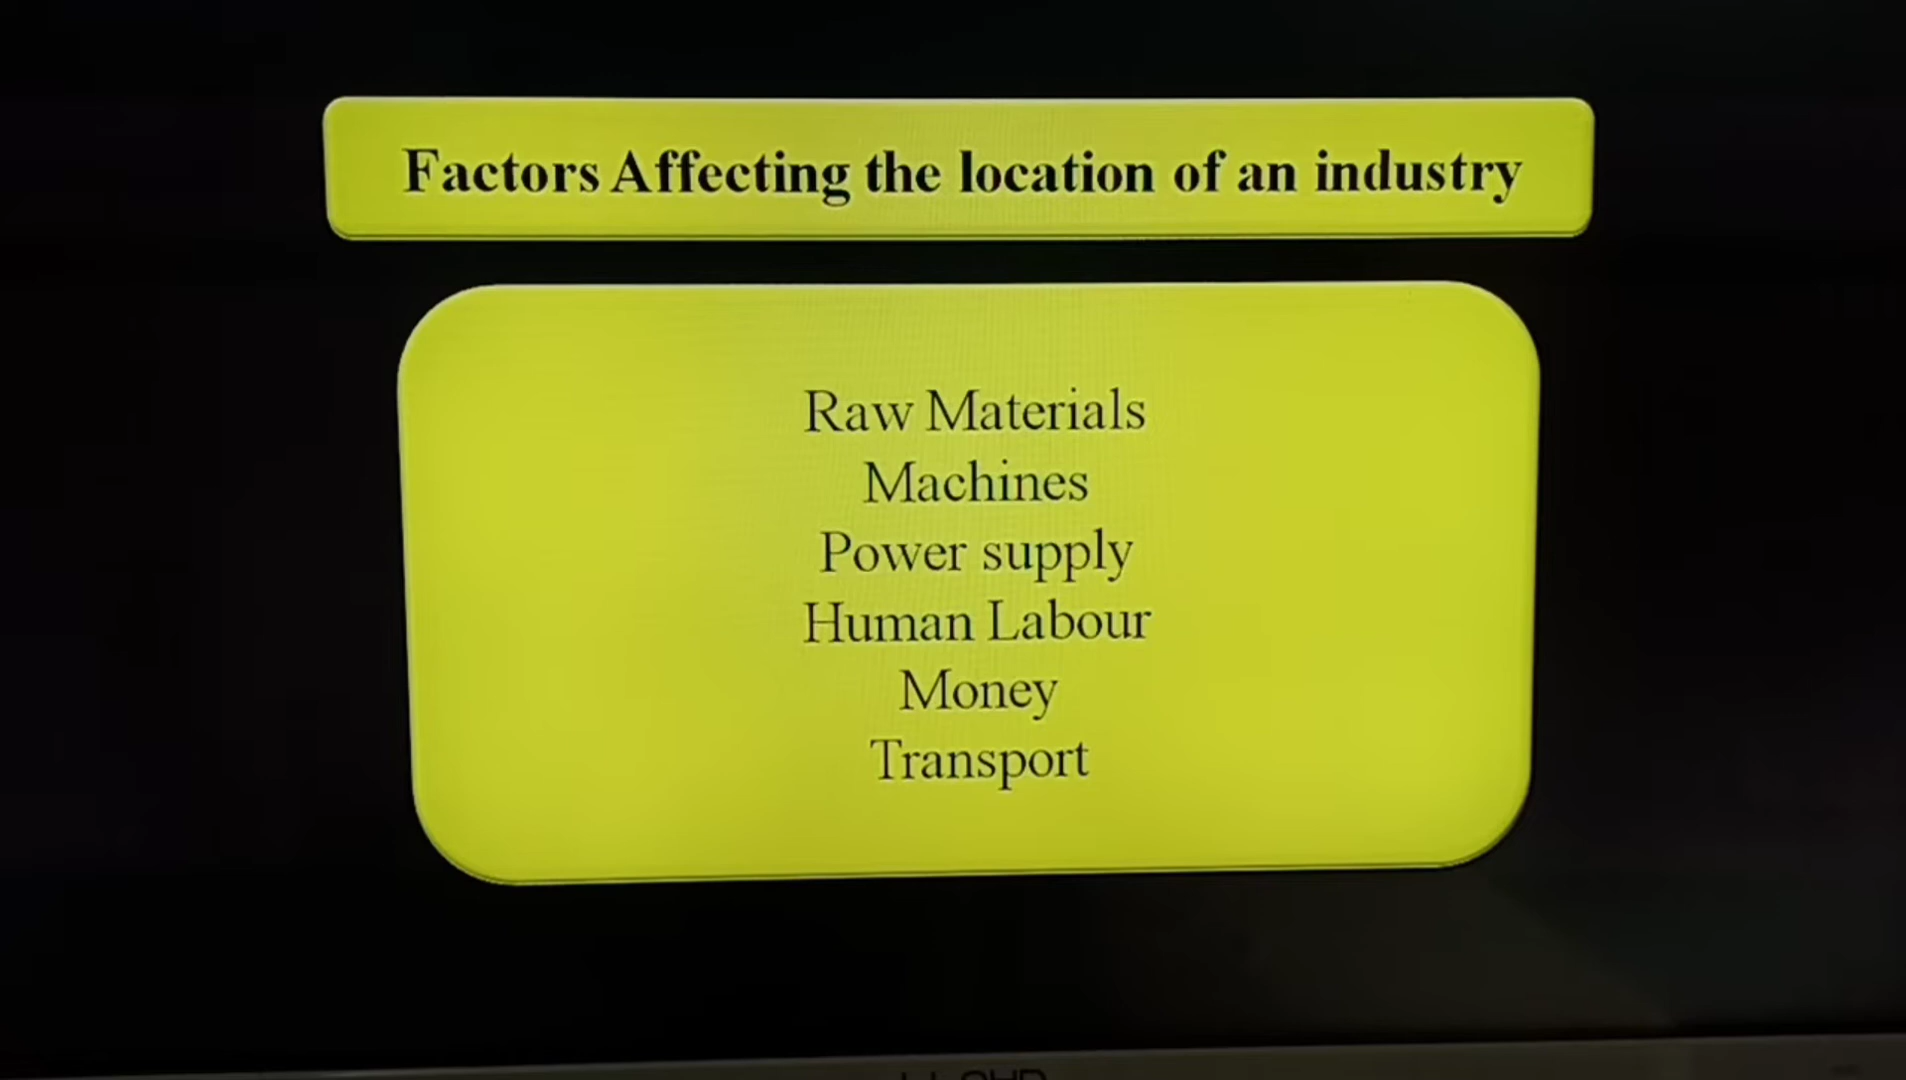 Factors Affecting the location of an industry
Raw Materials
Machines
Power supply
Human Labour
Money
Transport